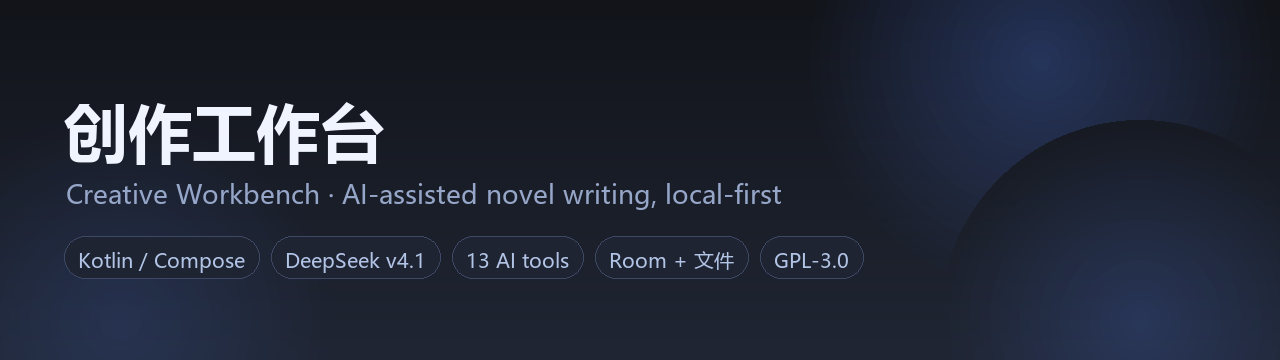 创作工作台
Creative Workbench · AI-assisted novel writing, local-first
Kotlin / Compose DeepSeek v4.1 13 AI tools Room + 文件 GPL-3.0